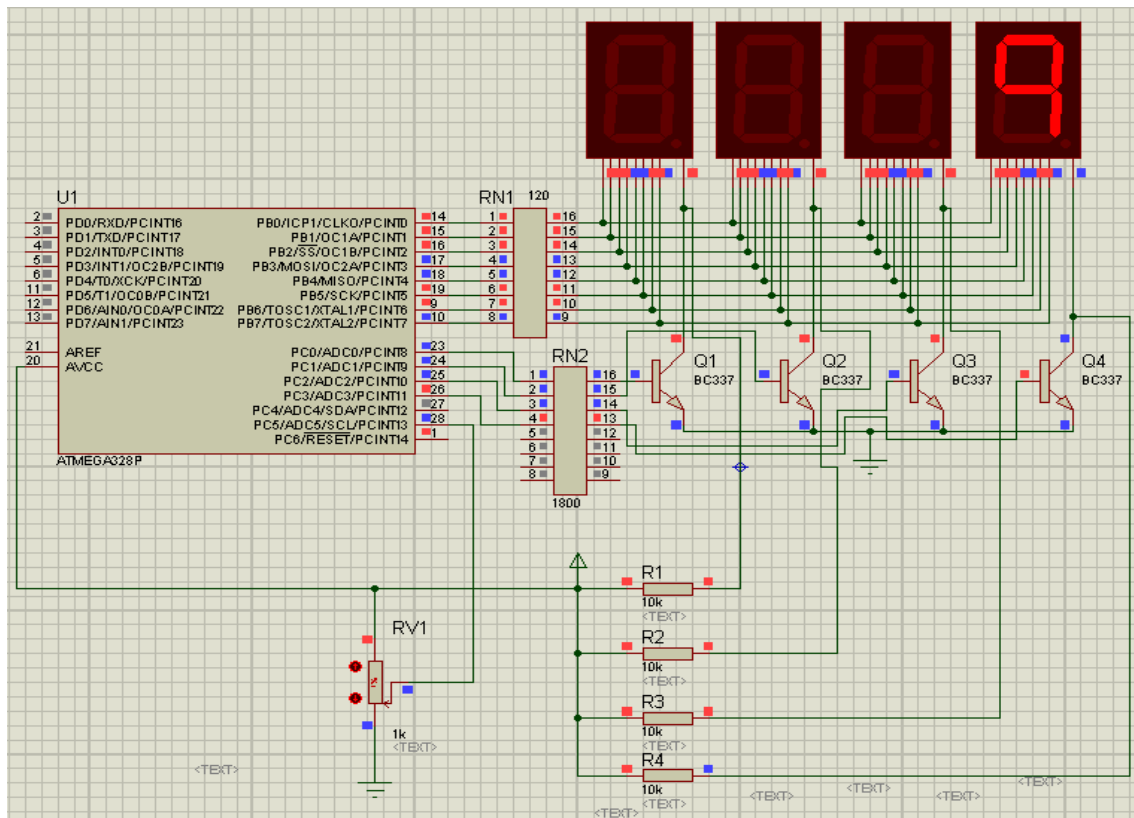 U1
2 PD0/RXD/PCINT16 PB0/ICP1/CLKO/PCINT0 14
3 PD1/TXD/PCINT17 PB1/OC1A/PCINT1 15
4 PD2/INT0/PCINT18 PB2/SS/OC1B/PCINT2 16
5 PD3/INT1/OC2B/PCINT19 PB3/MOSI/OC2A/PCINT3 17
6 PD4/T0/XCK/PCINT20 PB4/MISO/PCINT4 18
11 PD5/T1/OC0B/PCINT21 PB5/SCK/PCINT5 19
12 PD6/AIN0/OC0A/PCINT22 PB6/TOSC1/XTAL1/PCINT6 9
13 PD7/AIN1/PCINT23 PB7/TOSC2/XTAL2/PCINT7 10
21 AREF PC0/ADC0/PCINT8 23
20 AVCC PC1/ADC1/PCINT9 24
PC2/ADC2/PCINT10 25
PC3/ADC3/PCINT11 26
PC4/ADC4/SDA/PCINT12 27
PC5/ADC5/SCL/PCINT13 28
PC6/RESET/PCINT14 1
ATMEGA328P
RN1 120
1 16
2 15
3 14
4 13
5 12
6 11
7 10
8 9
RN2
1 16
2 15
3 14
4 13
5 12
6 11
7 10
8 9
1800
9
Q1
BC337
Q2
BC337
Q3
BC337
Q4
BC337
R1
10k
<TEXT>
R2
10k
<TEXT>
R3
10k
<TEXT>
R4
10k
<TEXT>
RV1
1k
<TEXT>
<TEXT>
<TEXT>
<TEXT>
<TEXT>
<TEXT>
<TEXT>